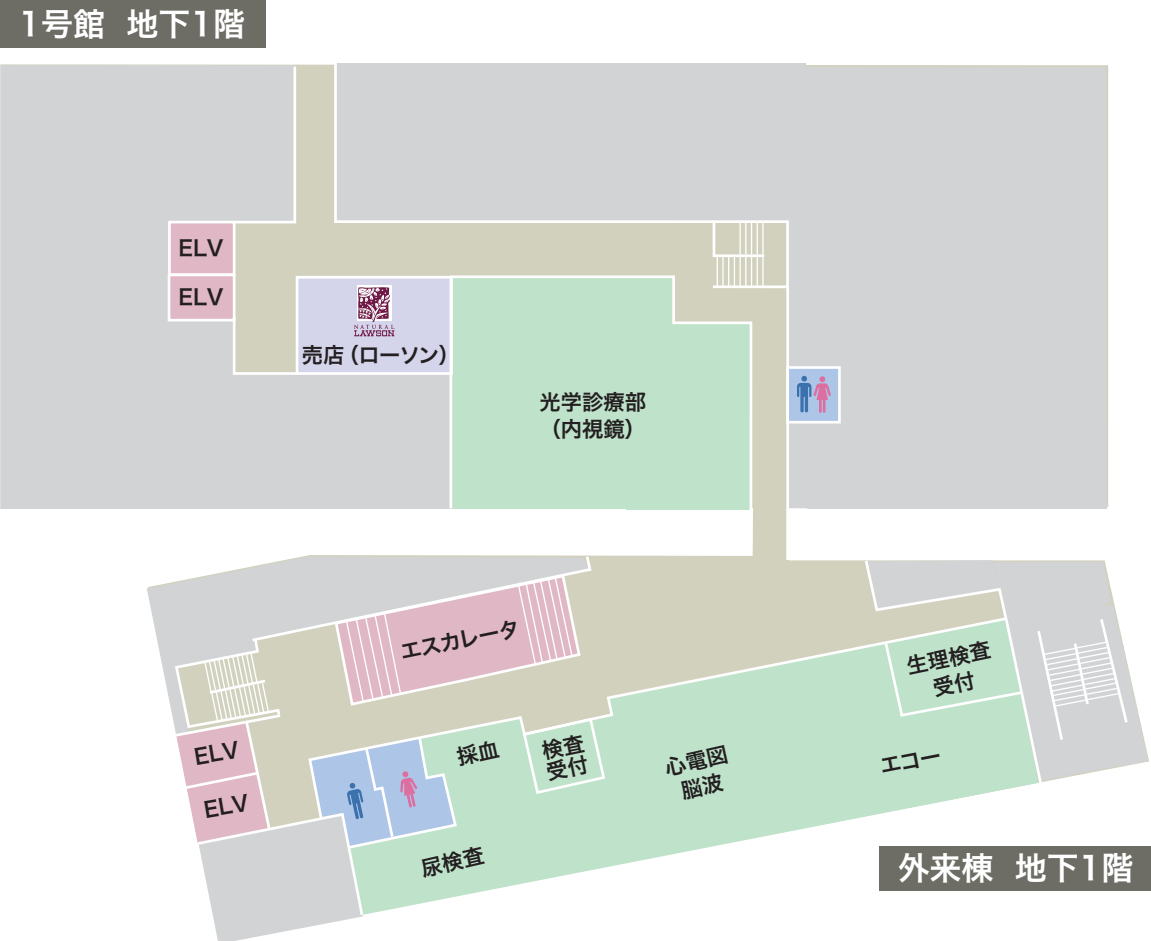 1号館 地下1階
ELV
ELV
NATURAL
LAWSON
売店（ローソン）
光学診療部
（内視鏡）
エスカレータ
生理検査
受付
ELV
ELV
採血
検査
受付
心電図
脳波
エコー
尿検査
外来棟 地下1階